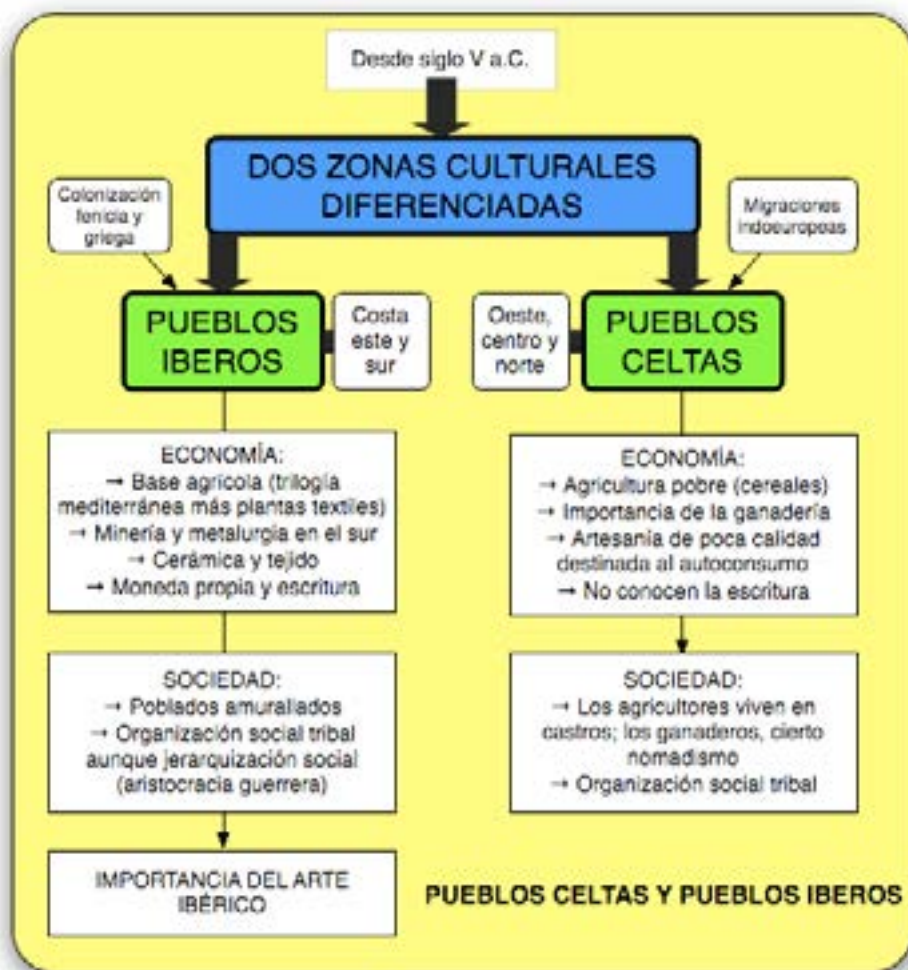 Desde siglo V a.C.
DOS ZONAS CULTURALES
DIFERENCIADAS
Colonización
fenicia y
griega
Migraciones
indoeuropeas
PUEBLOS
IBEROS
Costa
este y
sur
Oeste,
centro y
norte
PUEBLOS
CELTAS
ECONOMÍA:
→ Base agrícola (trilogía
mediterránea más plantas textiles)
→ Minería y metalurgia en el sur
→ Cerámica y tejido
→ Moneda propia y escritura
ECONOMÍA:
→ Agricultura pobre (cereales)
→ Importancia de la ganadería
→ Artesanía de poca calidad
destinada al autoconsumo
→ No conocen la escritura
SOCIEDAD:
→ Poblados amurallados
→ Organización social tribal
aunque jerarquización social
(aristocracia guerrera)
SOCIEDAD:
→ Los agricultores viven en
castros; los ganaderos, cierto
nomadismo
→ Organización social tribal
IMPORTANCIA DEL ARTE
IBÉRICO
PUEBLOS CELTAS Y PUEBLOS IBEROS